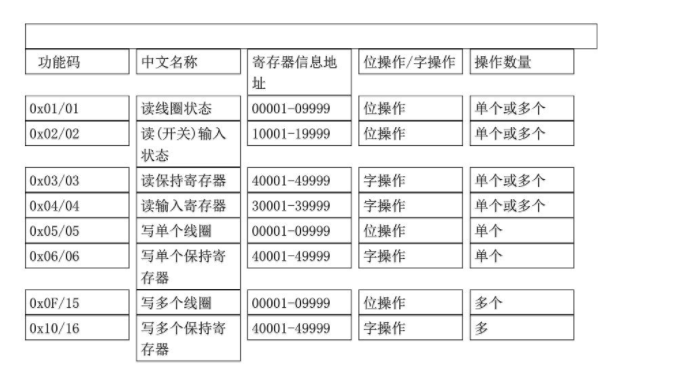 功能码 中文名称 寄存器信息地 位操作/字操作 操作数量
址
0x01/01 读线圈状态 00001-09999 位操作 单个或多个
0x02/02 读(开关)输入 10001-19999 位操作 单个或多个
状态
0x03/03 读保持寄存器 40001-49999 字操作 单个或多个
0x04/04 读输入寄存器 30001-39999 字操作 单个或多个
0x05/05 写单个线圈 00001-09999 位操作 单个
0x06/06 写单个保持寄 40001-49999 字操作 单个
存器
0x0F/15 写多个线圈 00001-09999 位操作 多个
0x10/16 写多个保持寄 40001-49999 字操作 多
存器